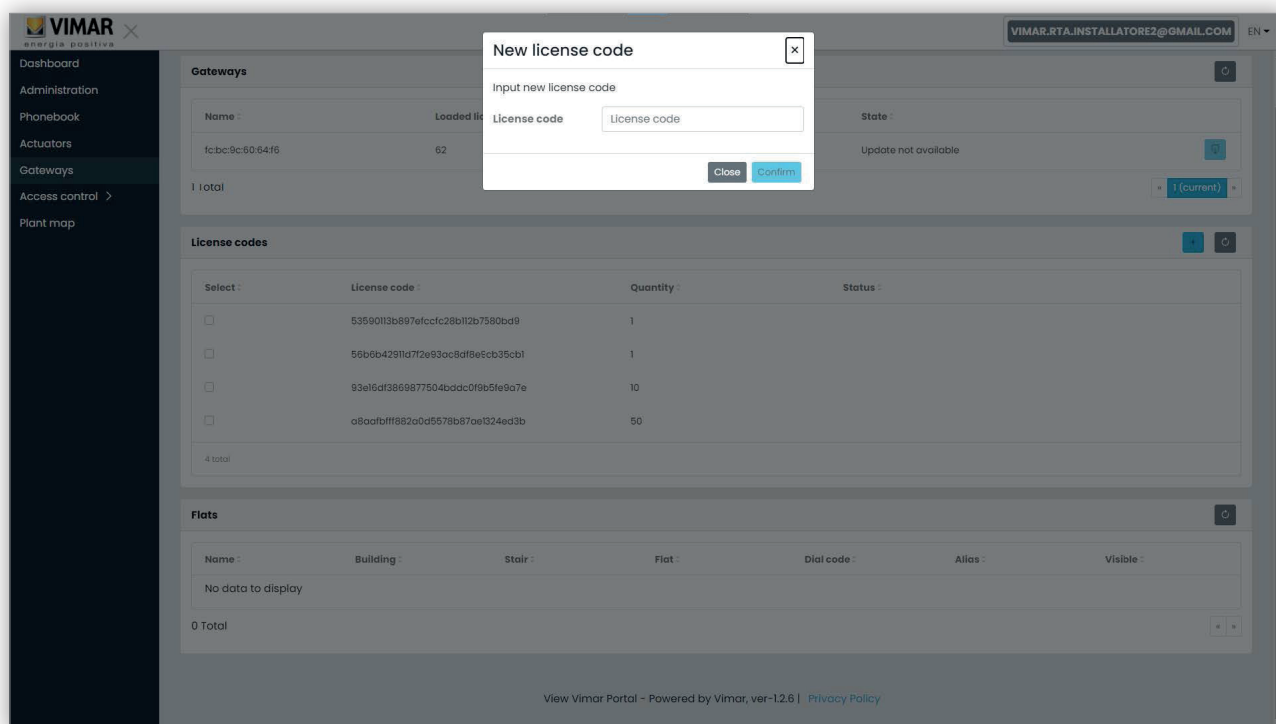 VIMAR
energia positiva
VIMAR.RTA.INSTALLATORE2@GMAIL.COM
EN
Dashboard
Administration
Phonebook
Actuators
Gateways
Access control >
Plant map
New license code
×
Input new license code
License code
License code
Close
Confirm
Gateways
Name
State
fc:bc:9c:60:64:f6
62
Update not available
1 Total
« 1 (current) »
License codes
+
Select
License code
Quantity
Status
53590113b897efccfc28b112b7580bd9
1
56b6b42911d7f2e93ac8df8e9cb35cb1
1
93e16df3869877504bddc0f9b5fe9a7e
10
a8aafbfff882a0d5578b87ae1324ed3b
50
4 total
Flats
Name
Building
Stair
Flat
Dial code
Alias
Visible
No data to display
0 Total
« »
View Vimar Portal - Powered by Vimar, ver-1.2.6 | Privacy Policy